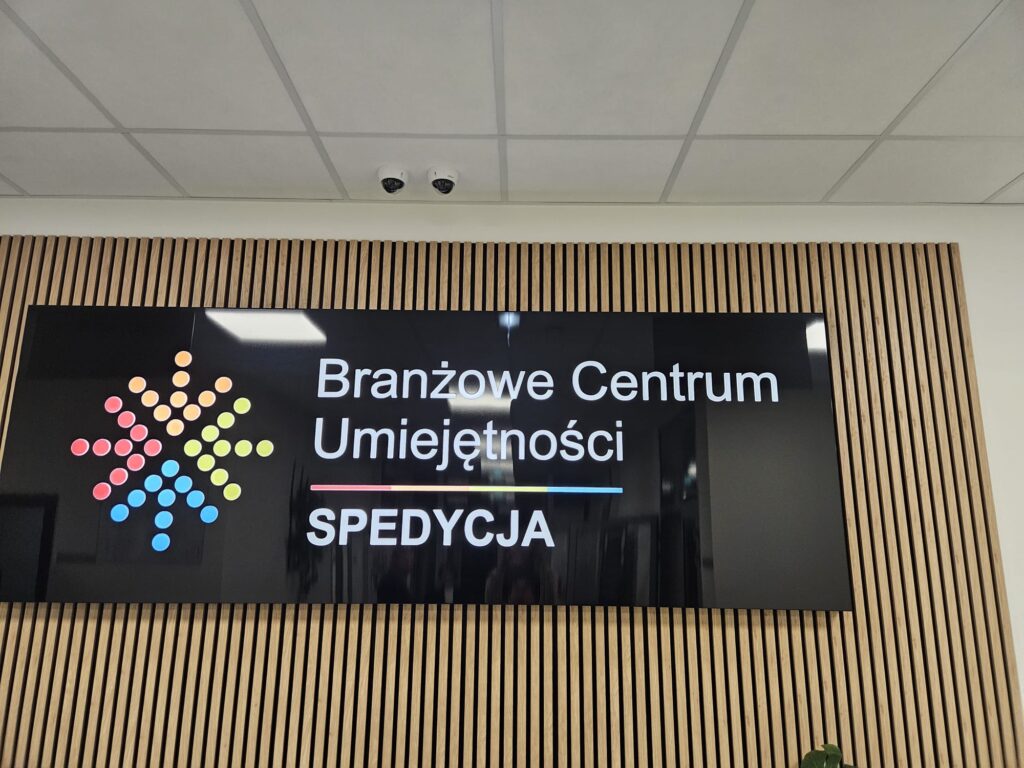 Branżowe Centrum
Umiejętności
SPEDYCJA